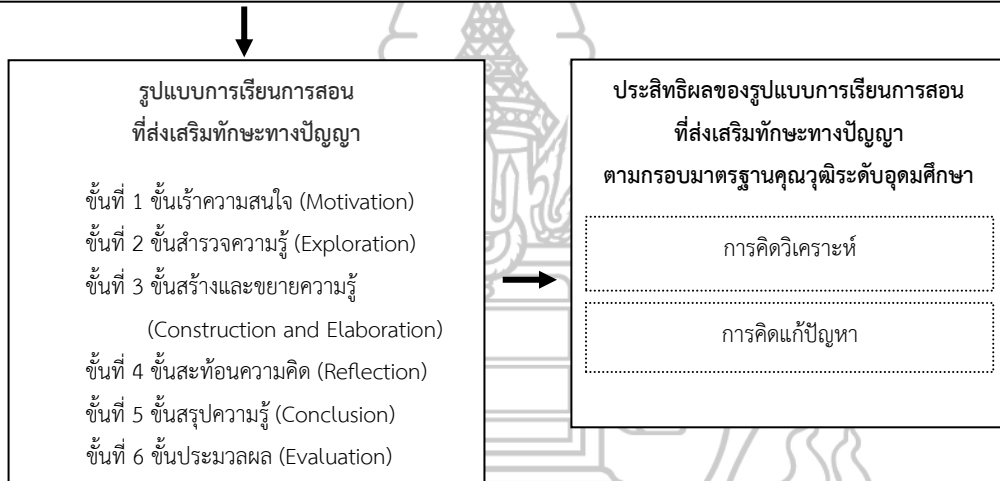 รูปแบบการเรียนการสอน
ที่ส่งเสริมทักษะทางปัญญา
ขั้นที่ 1 ขั้นเร้าความสนใจ (Motivation)
ขั้นที่ 2 ขั้นสำรวจความรู้ (Exploration)
ขั้นที่ 3 ขั้นสร้างและขยายความรู้
(Construction and Elaboration)
ขั้นที่ 4 ขั้นสะท้อนความคิด (Reflection)
ขั้นที่ 5 ขั้นสรุปความรู้ (Conclusion)
ขั้นที่ 6 ขั้นประมวลผล (Evaluation)
ประสิทธิผลของรูปแบบการเรียนการสอน
ที่ส่งเสริมทักษะทางปัญญา
ตามกรอบมาตรฐานคุณวุฒิระดับอุดมศึกษา
การคิดวิเคราะห์
การคิดแก้ปัญหา